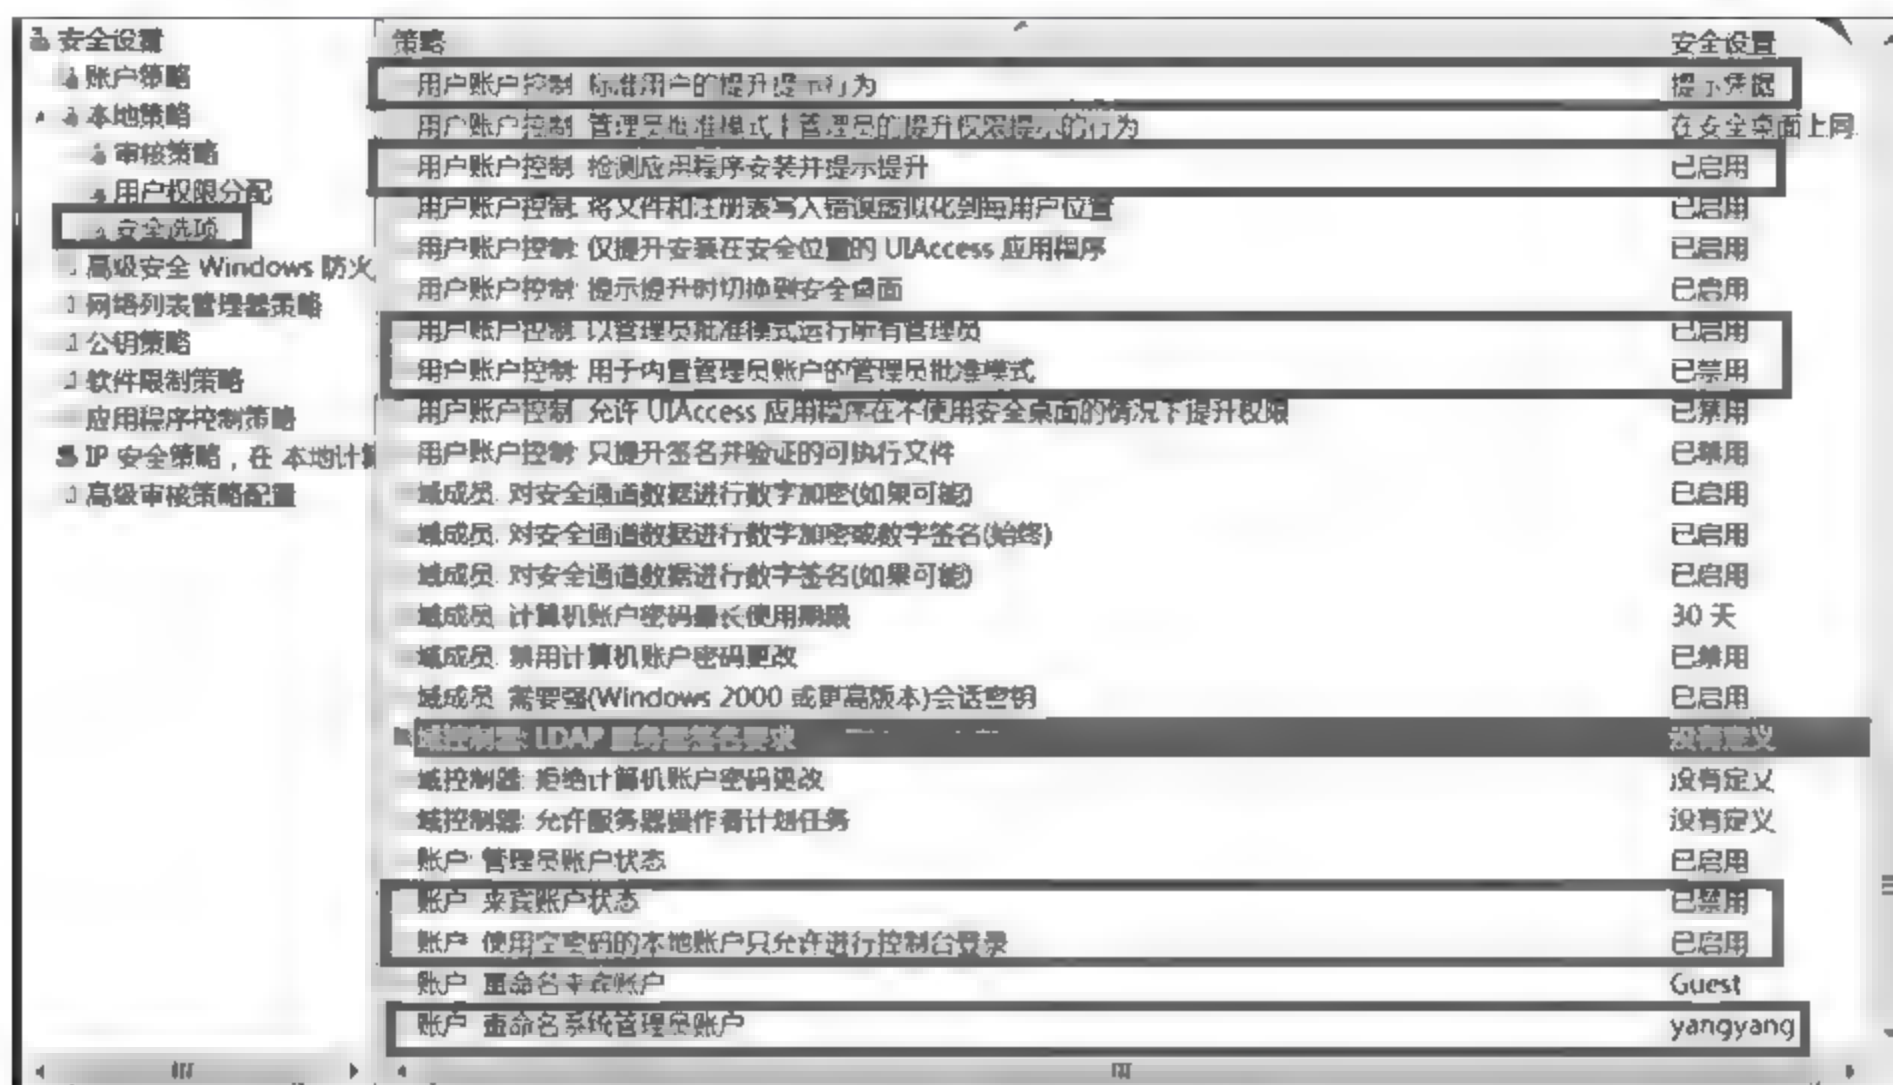 安全设置
账户策略
本地策略
审核策略
用户权限分配
安全选项
高级安全 Windows 防火
网络列表管理器策略
公钥策略
软件限制策略
应用程序控制策略
IP 安全策略，在 本地计算
高级审核策略配置
策略 安全设置
用户账户控制: 标准用户的提升提示行为 提示凭据
用户账户控制: 管理员批准模式下管理员的提升权限提示的行为 在安全桌面上同
用户账户控制: 检测应用程序安装并提示提升 已启用
用户账户控制: 将文件和注册表写入错误虚拟化到每用户位置 已启用
用户账户控制: 仅提升安装在安全位置的 UIAccess 应用程序 已启用
用户账户控制: 提示提升时切换到安全桌面 已启用
用户账户控制: 以管理员批准模式运行所有管理员 已启用
用户账户控制: 用于内置管理员账户的管理员批准模式 已禁用
用户账户控制: 允许 UIAccess 应用程序在不使用安全桌面的情况下提升权限 已禁用
用户账户控制: 只提升签名并验证的可执行文件 已禁用
域成员: 对安全通道数据进行数字加密(如果可能) 已启用
域成员: 对安全通道数据进行数字加密或数字签名(始终) 已启用
域成员: 对安全通道数据进行数字签名(如果可能) 已启用
域成员: 计算机账户密码最长使用期限 30 天
域成员: 禁用计算机账户密码更改 已禁用
域成员: 需要强(Windows 2000 或更高版本)会话密钥 已启用
域控制器: LDAP 服务器签名要求 没有定义
域控制器: 拒绝计算机账户密码更改 没有定义
域控制器: 允许服务器操作者计划任务 没有定义
账户: 管理员账户状态 已启用
账户: 来宾账户状态 已禁用
账户: 使用空密码的本地账户只允许进行控制台登录 已启用
账户: 重命名来宾账户 Guest
账户: 重命名系统管理员账户 yangyang